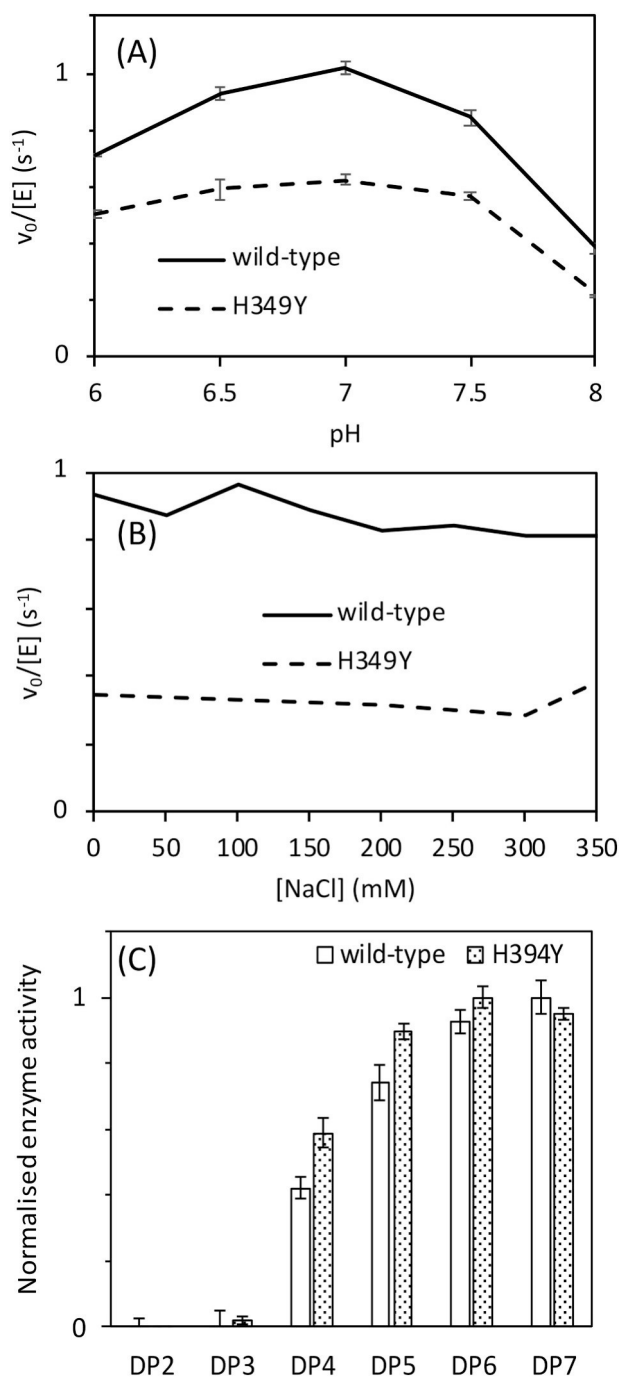 (A)
1
0
v₀/[E] (s⁻¹)
wild-type
H349Y
6 6.5 7 7.5 8
pH
1
(B)
0
v₀/[E] (s⁻¹)
wild-type
H349Y
0 50 100 150 200 250 300 350
[NaCl] (mM)
(C)
wild-type H394Y
1
0
Normalised enzyme activity
DP2 DP3 DP4 DP5 DP6 DP7